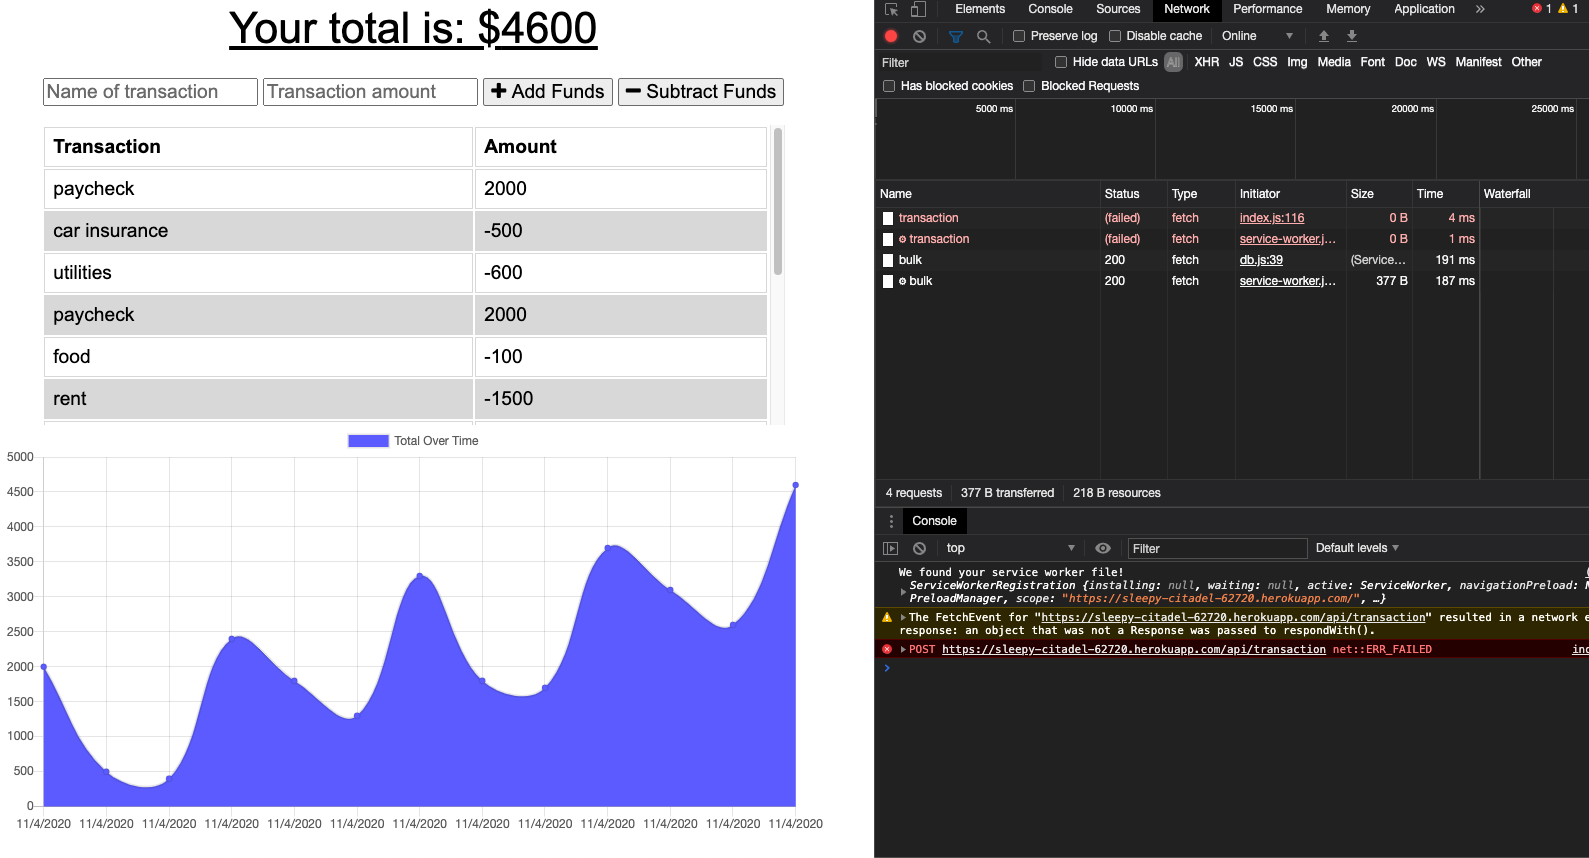 Your total is: $4600
Name of transaction Transaction amount + Add Funds − Subtract Funds
Transaction Amount
paycheck 2000
car insurance -500
utilities -600
paycheck 2000
food -100
rent -1500
Total Over Time
5000
4500
4000
3500
3000
2500
2000
1500
1000
500
0
11/4/2020 11/4/2020 11/4/2020 11/4/2020 11/4/2020 11/4/2020 11/4/2020 11/4/2020 11/4/2020 11/4/2020 11/4/2020 11/4/2020 11/4/2020
Elements Console Sources Network Performance Memory Application » 1 1
Preserve log Disable cache Online
Filter Hide data URLs All XHR JS CSS Img Media Font Doc WS Manifest Other
Has blocked cookies Blocked Requests
5000 ms 10000 ms 15000 ms 20000 ms 25000 ms
Name Status Type Initiator Size Time Waterfall
transaction (failed) fetch index.js:116 0 B 4 ms
transaction (failed) fetch service-worker.j... 0 B 1 ms
bulk 200 fetch db.js:39 (Service... 191 ms
bulk 200 fetch service-worker.j... 377 B 187 ms
4 requests 377 B transferred 218 B resources
Console
top Filter Default levels
We found your service worker file!
ServiceWorkerRegistration {installing: null, waiting: null, active: ServiceWorker, navigationPreload:
PreloadManager, scope: "https://sleepy-citadel-62720.herokuapp.com/", …}
The FetchEvent for "https://sleepy-citadel-62720.herokuapp.com/api/transaction" resulted in a network
response: an object that was not a Response was passed to respondWith().
POST https://sleepy-citadel-62720.herokuapp.com/api/transaction net::ERR_FAILED